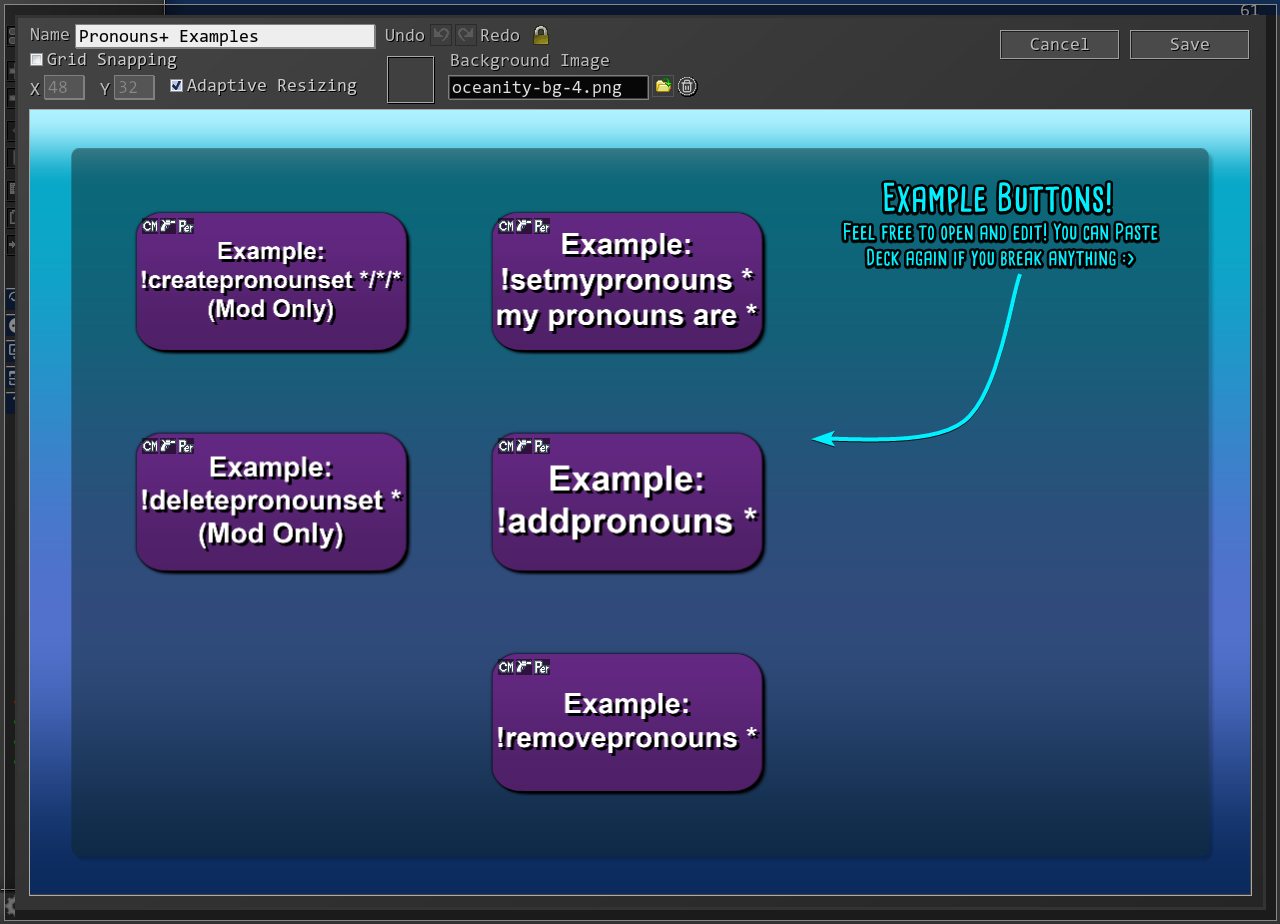 61
Name Pronouns+ Examples Undo Redo Cancel Save
Grid Snapping Background Image
X 48 Y 32 Adaptive Resizing oceanity-bg-4.png
Example Buttons!
Feel free to open and edit! You can Paste
Deck again if you break anything :>
CM Per
Example:
!createpronounset */*/*
(Mod Only)
CM Per
Example:
!setmypronouns *
my pronouns are *
CM Per
Example:
!deletepronounset *
(Mod Only)
CM Per
Example:
!addpronouns *
CM Per
Example:
!removepronouns *